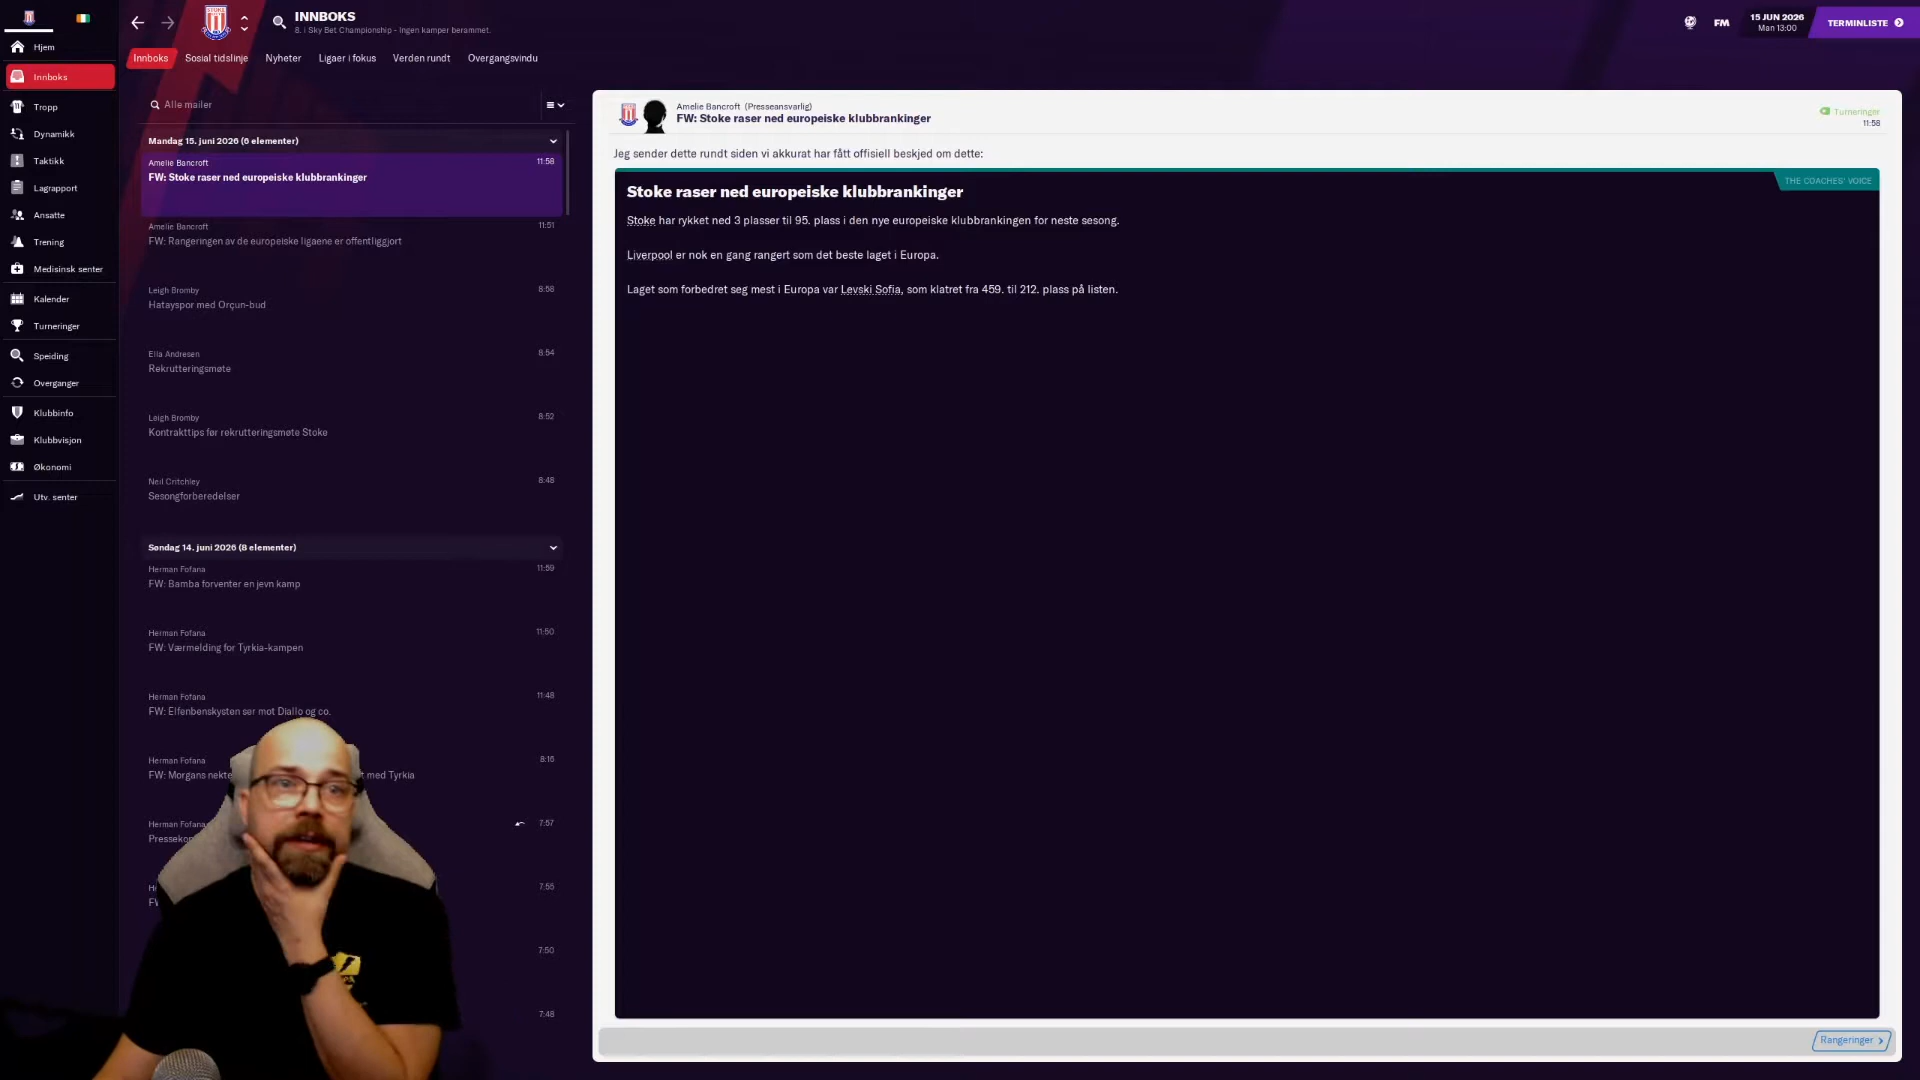 INNBOKS
8. i Sky Bet Championship - Ingen kamper berammet.
FM
15 JUN 2026
Man 13:00
TERMINLISTE
Innboks
Sosial tidslinje
Nyheter
Ligaer i fokus
Verden rundt
Overgangsvindu
Hjem
Innboks
Tropp
Dynamikk
Taktikk
Lagrapport
Ansatte
Trening
Medisinsk senter
Kalender
Turneringer
Speiding
Overganger
Klubbinfo
Klubbvisjon
Økonomi
Utv. senter
Alle mailer
Mandag 15. juni 2026 (6 elementer)
Amelie Bancroft 11:58
FW: Stoke raser ned europeiske klubbrankinger
Amelie Bancroft 11:51
FW: Rangeringen av de europeiske ligaene er offentliggjort
Leigh Bromby 8:58
Hatayspor med Orçun-bud
Ella Andresen 8:54
Rekrutteringsmøte
Leigh Bromby 8:52
Kontrakttips før rekrutteringsmøte Stoke
Neil Critchley 8:48
Sesongforberedelser
Søndag 14. juni 2026 (8 elementer)
Herman Fofana 11:59
FW: Bamba forventer en jevn kamp
Herman Fofana 11:50
FW: Værmelding for Tyrkia-kampen
Herman Fofana 11:48
FW: Elfenbenskysten ser mot Diallo og co.
Herman Fofana 8:16
FW: Morgans nekte t med Tyrkia
Herman Fofana 7:57
Presseko
7:55
FW
7:50
7:48
Amelie Bancroft (Presseansvarlig)
FW: Stoke raser ned europeiske klubbrankinger
Turneringer
11:58
Jeg sender dette rundt siden vi akkurat har fått offisiell beskjed om dette:
THE COACHES' VOICE
Stoke raser ned europeiske klubbrankinger
Stoke har rykket ned 3 plasser til 95. plass i den nye europeiske klubbrankingen for neste sesong.
Liverpool er nok en gang rangert som det beste laget i Europa.
Laget som forbedret seg mest i Europa var Levski Sofia, som klatret fra 459. til 212. plass på listen.
Rangeringer